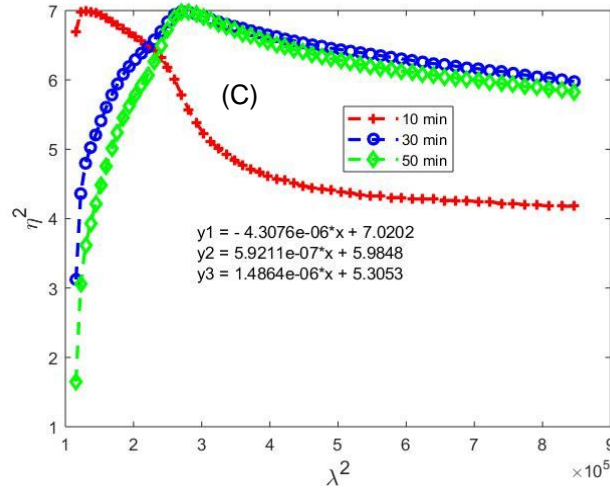 7
6
5
4
3
2
1
η²
(C)
10 min
30 min
50 min
y1 = - 4.3076e-06*x + 7.0202
y2 = 5.9211e-07*x + 5.9848
y3 = 1.4864e-06*x + 5.3053
1 2 3 4 5 6 7 8 9
λ²
×10⁵